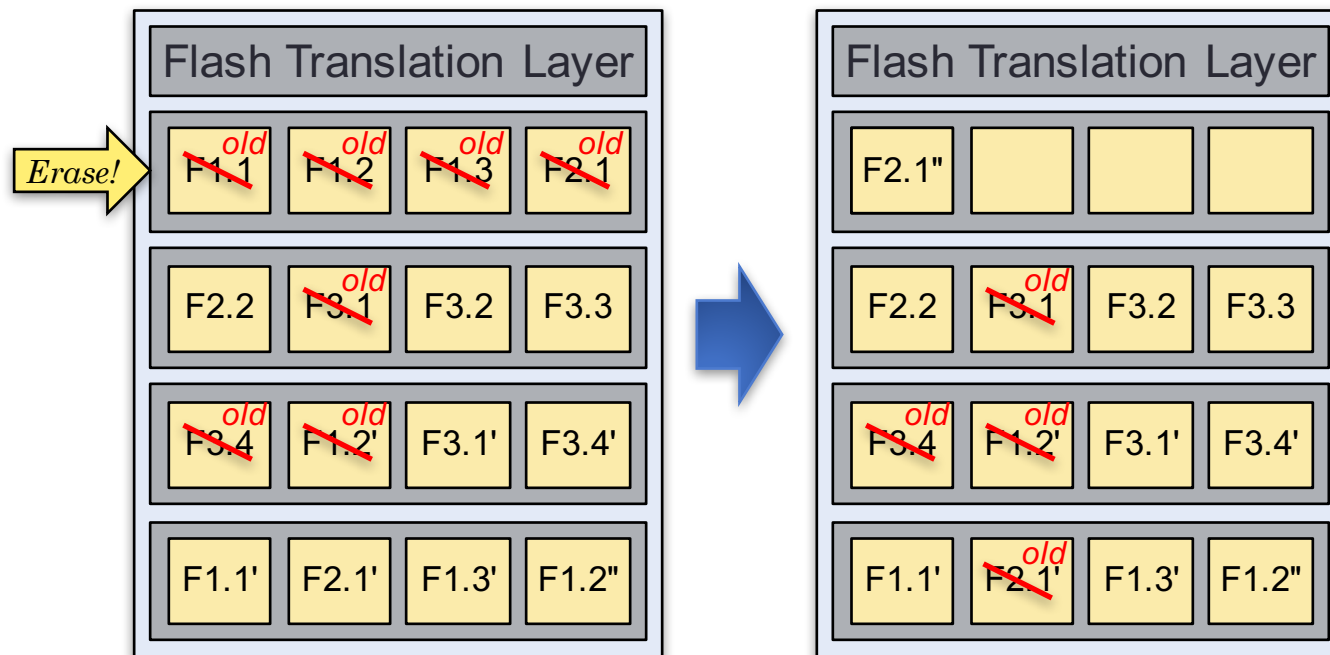 Flash Translation Layer
Erase!
old old old old
F1.1 F1.2 F1.3 F2.1
old
F2.2 F3.1 F3.2 F3.3
old old
F3.4 F1.2' F3.1' F3.4'
F1.1' F2.1' F1.3' F1.2"
Flash Translation Layer
F2.1"
old
F2.2 F3.1 F3.2 F3.3
old old
F3.4 F1.2' F3.1' F3.4'
old
F1.1' F2.1' F1.3' F1.2"